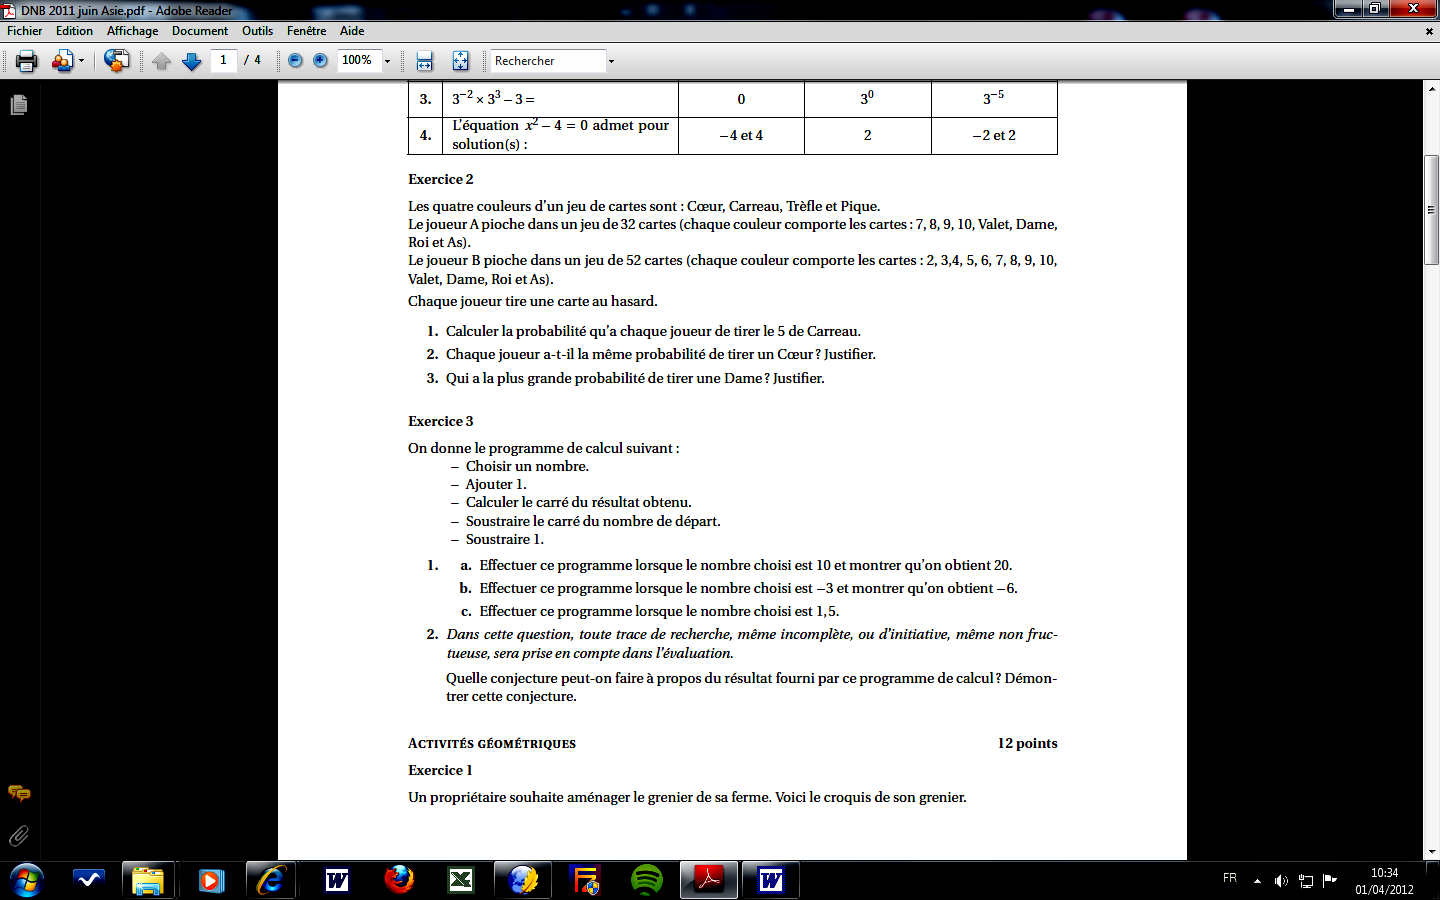 DNB 2011 juin Asie.pdf - Adobe Reader
Fichier Edition Affichage Document Outils Fenêtre Aide
1 / 4 100% Rechercher
3. 3⁻² × 3³ – 3 = 0 3⁰ 3⁻⁵
L'équation x² – 4 = 0 admet pour
4. solution(s) : –4 et 4 2 –2 et 2
Exercice 2
Les quatre couleurs d'un jeu de cartes sont : Cœur, Carreau, Trèfle et Pique.
Le joueur A pioche dans un jeu de 32 cartes (chaque couleur comporte les cartes : 7, 8, 9, 10, Valet, Dame,
Roi et As).
Le joueur B pioche dans un jeu de 52 cartes (chaque couleur comporte les cartes : 2, 3,4, 5, 6, 7, 8, 9, 10,
Valet, Dame, Roi et As).
Chaque joueur tire une carte au hasard.
1. Calculer la probabilité qu'a chaque joueur de tirer le 5 de Carreau.
2. Chaque joueur a-t-il la même probabilité de tirer un Cœur ? Justifier.
3. Qui a la plus grande probabilité de tirer une Dame ? Justifier.
Exercice 3
On donne le programme de calcul suivant :
– Choisir un nombre.
– Ajouter 1.
– Calculer le carré du résultat obtenu.
– Soustraire le carré du nombre de départ.
– Soustraire 1.
1. a. Effectuer ce programme lorsque le nombre choisi est 10 et montrer qu'on obtient 20.
b. Effectuer ce programme lorsque le nombre choisi est –3 et montrer qu'on obtient –6.
c. Effectuer ce programme lorsque le nombre choisi est 1,5.
2. Dans cette question, toute trace de recherche, même incomplète, ou d'initiative, même non fruc-
tueuse, sera prise en compte dans l'évaluation.
Quelle conjecture peut-on faire à propos du résultat fourni par ce programme de calcul ? Démon-
trer cette conjecture.
ACTIVITÉS GÉOMÉTRIQUES 12 points
Exercice 1
Un propriétaire souhaite aménager le grenier de sa ferme. Voici le croquis de son grenier.
FR 10:34
01/04/2012